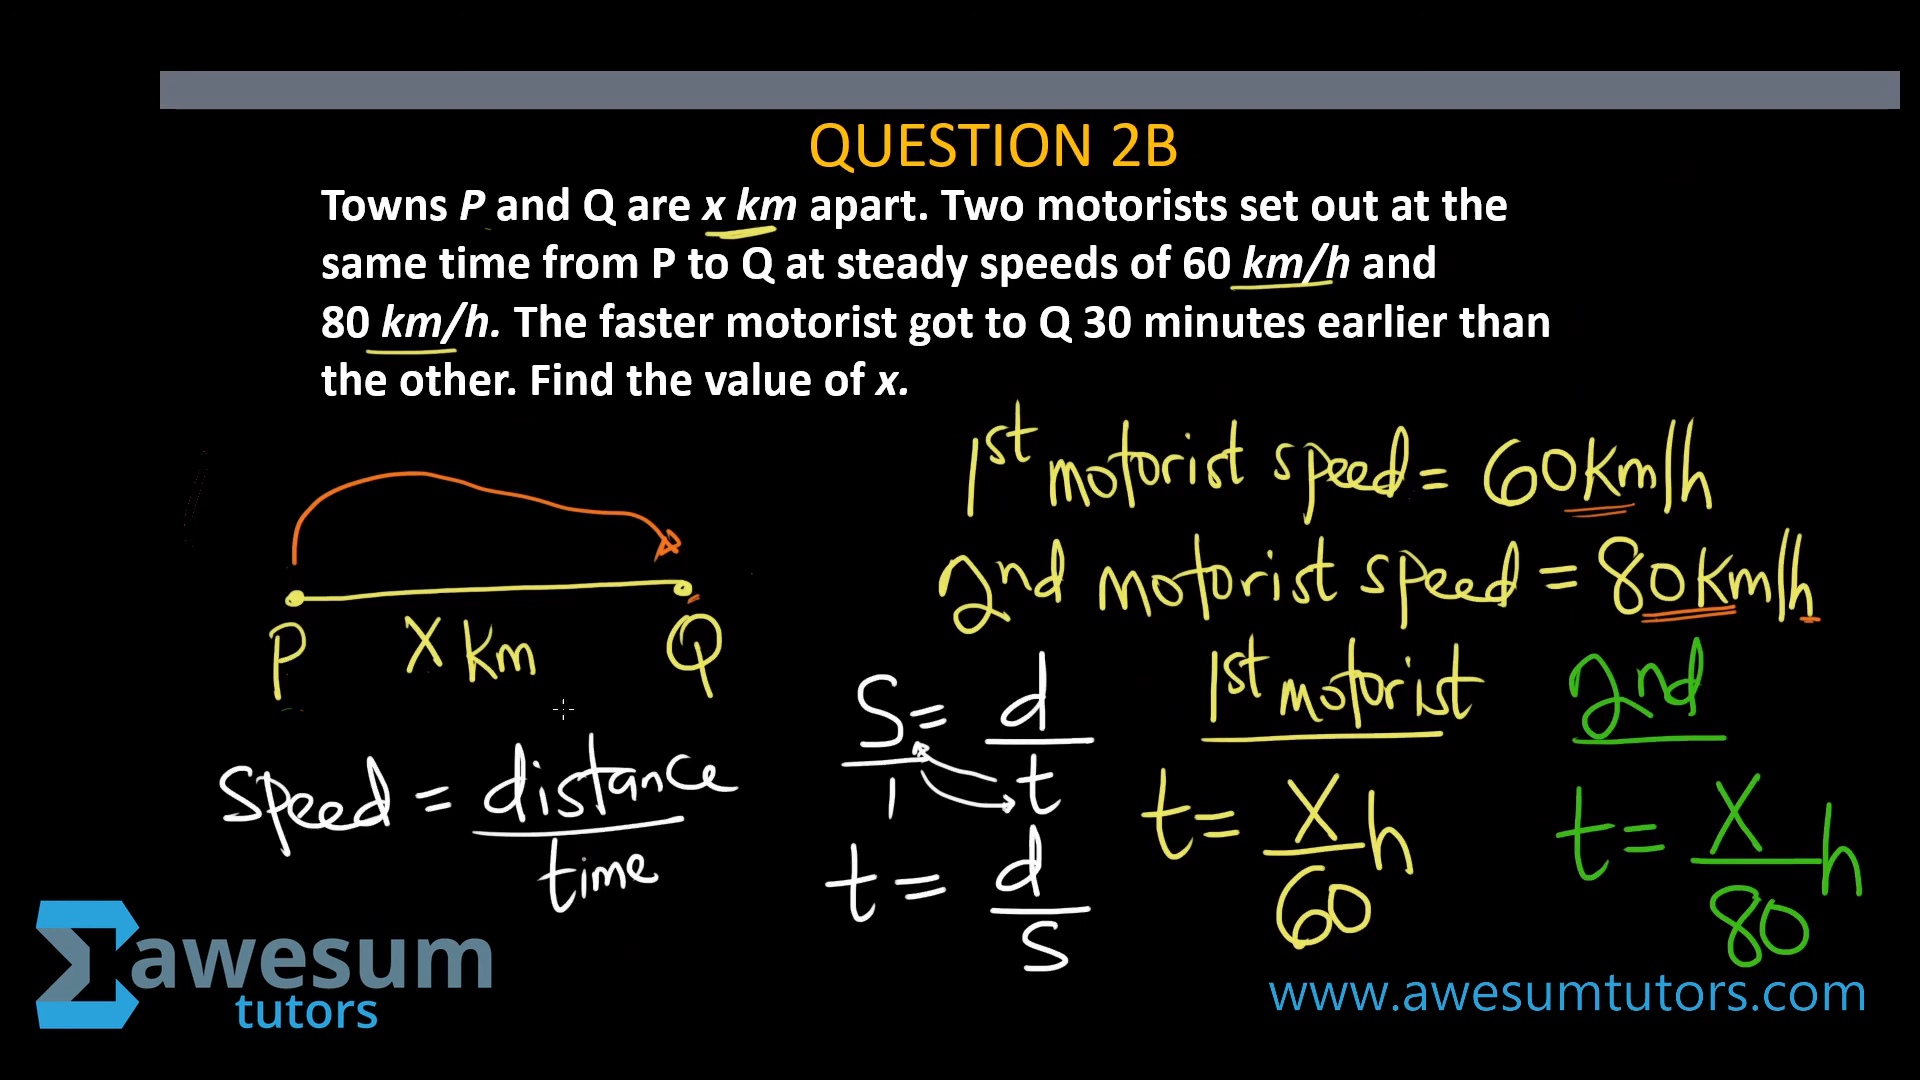 QUESTION 2B
Towns P and Q are x km apart. Two motorists set out at the
same time from P to Q at steady speeds of 60 km/h and
80 km/h. The faster motorist got to Q 30 minutes earlier than
the other. Find the value of x.
1st motorist speed = 60km/h
2nd motorist speed = 80km/h
P x km Q
speed = distance
time
S = d
1 t
t = d
s
1st motorist
t = x h
60
2nd
t = x h
80
awesum
tutors
www.awesumtutors.com